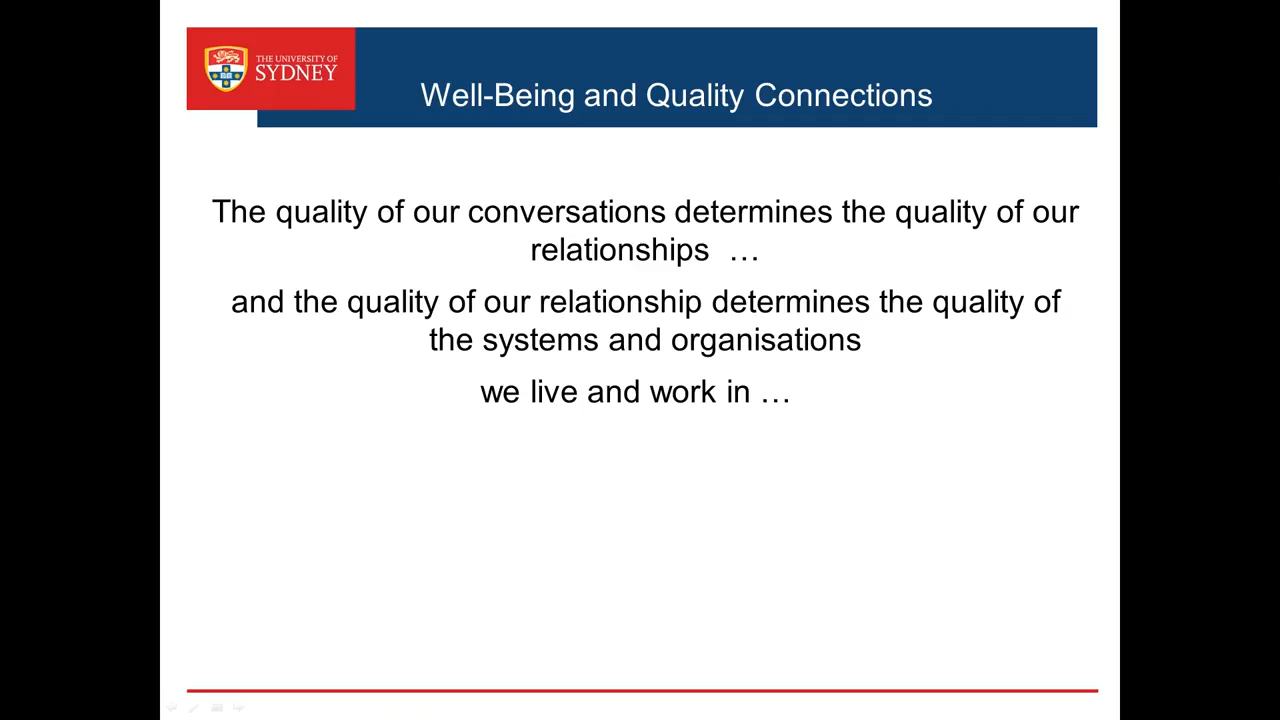 THE UNIVERSITY OF
SYDNEY
Well-Being and Quality Connections
The quality of our conversations determines the quality of our
relationships …
and the quality of our relationship determines the quality of
the systems and organisations
we live and work in …